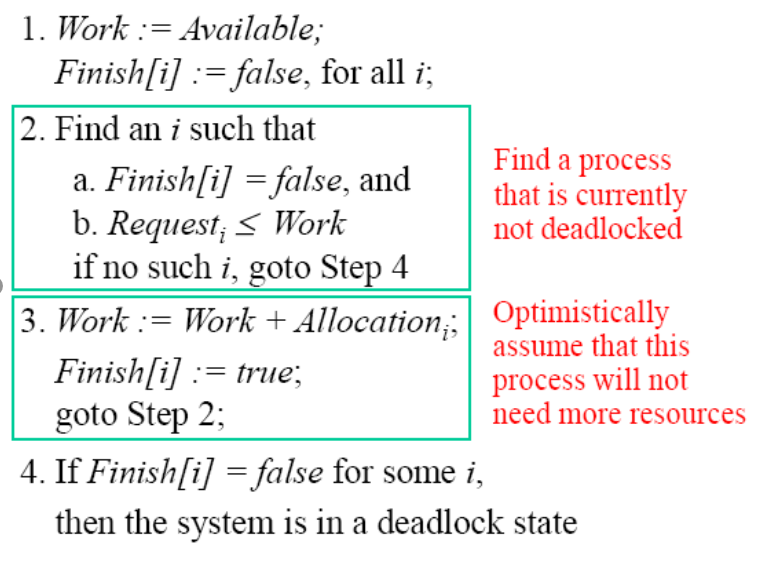 1. Work := Available;
Finish[i] := false, for all i;
2. Find an i such that
a. Finish[i] = false, and
b. Requestᵢ ≤ Work
if no such i, goto Step 4
Find a process
that is currently
not deadlocked
3. Work := Work + Allocationᵢ;
Finish[i] := true;
goto Step 2;
Optimistically
assume that this
process will not
need more resources
4. If Finish[i] = false for some i,
then the system is in a deadlock state